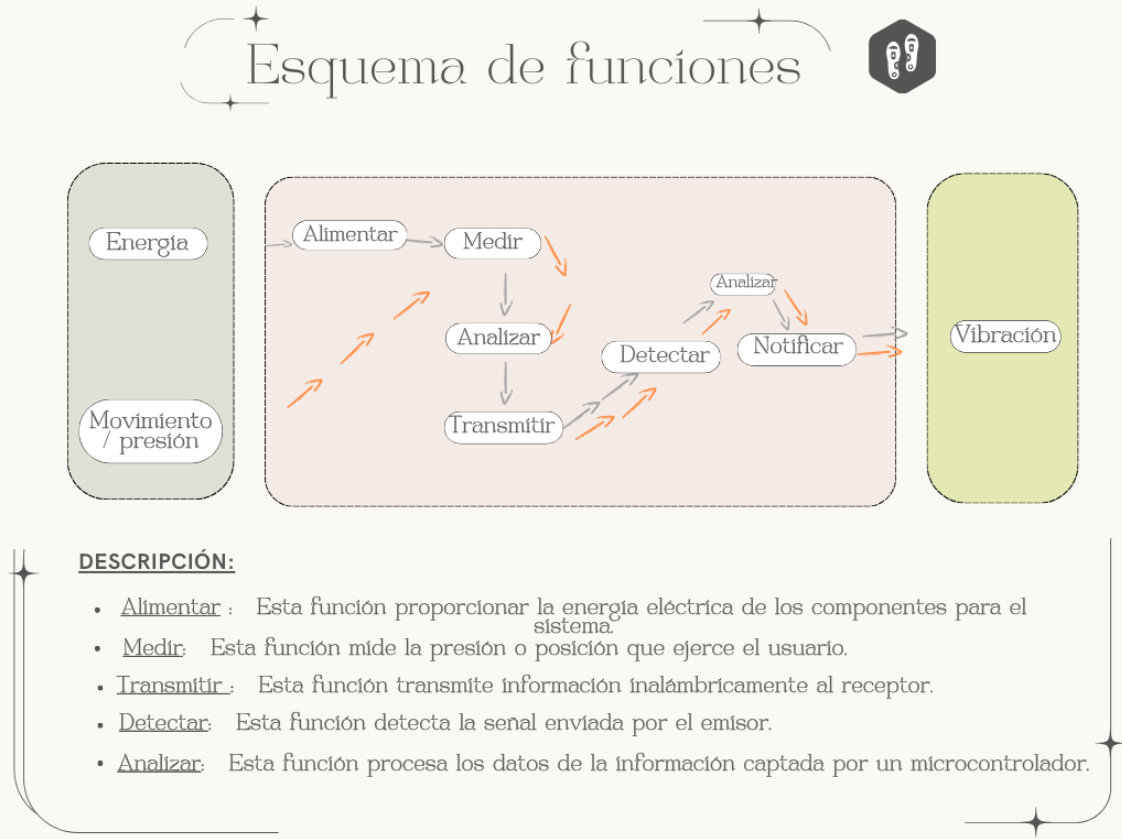 Esquema de funciones
Energía
Movimiento
/ presión
Alimentar
Medir
Analizar
Transmitir
Detectar
Analizar
Notificar
Vibración
DESCRIPCIÓN:
• Alimentar : Esta función proporcionar la energía eléctrica de los componentes para el
sistema.
• Medir: Esta función mide la presión o posición que ejerce el usuario.
• Transmitir : Esta función transmite información inalámbricamente al receptor.
• Detectar: Esta función detecta la señal enviada por el emisor.
• Analizar: Esta función procesa los datos de la información captada por un microcontrolador.